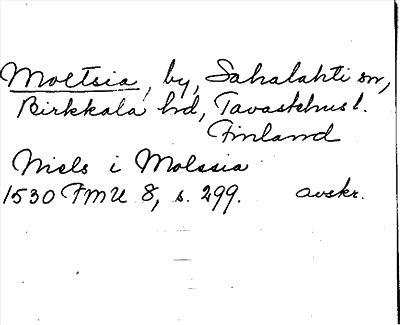 Moltsia, by, Sahalahti sn,
Birkkala hd, Tavastehus l.
Finland
Niels i Molssia
1530 FMU 8, s. 299. avskr.